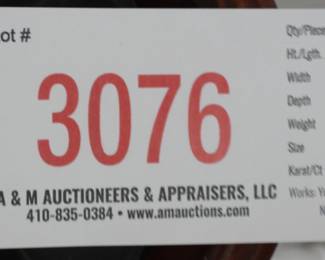 ot #
3076
A & M AUCTIONEERS & APPRAISERS, LLC
410-835-0384 • www.amauctions.com
Qty/Piece
Ht./Lgth.
Width
Depth
Weight
Size
Karat/Ct
Works: Y
N